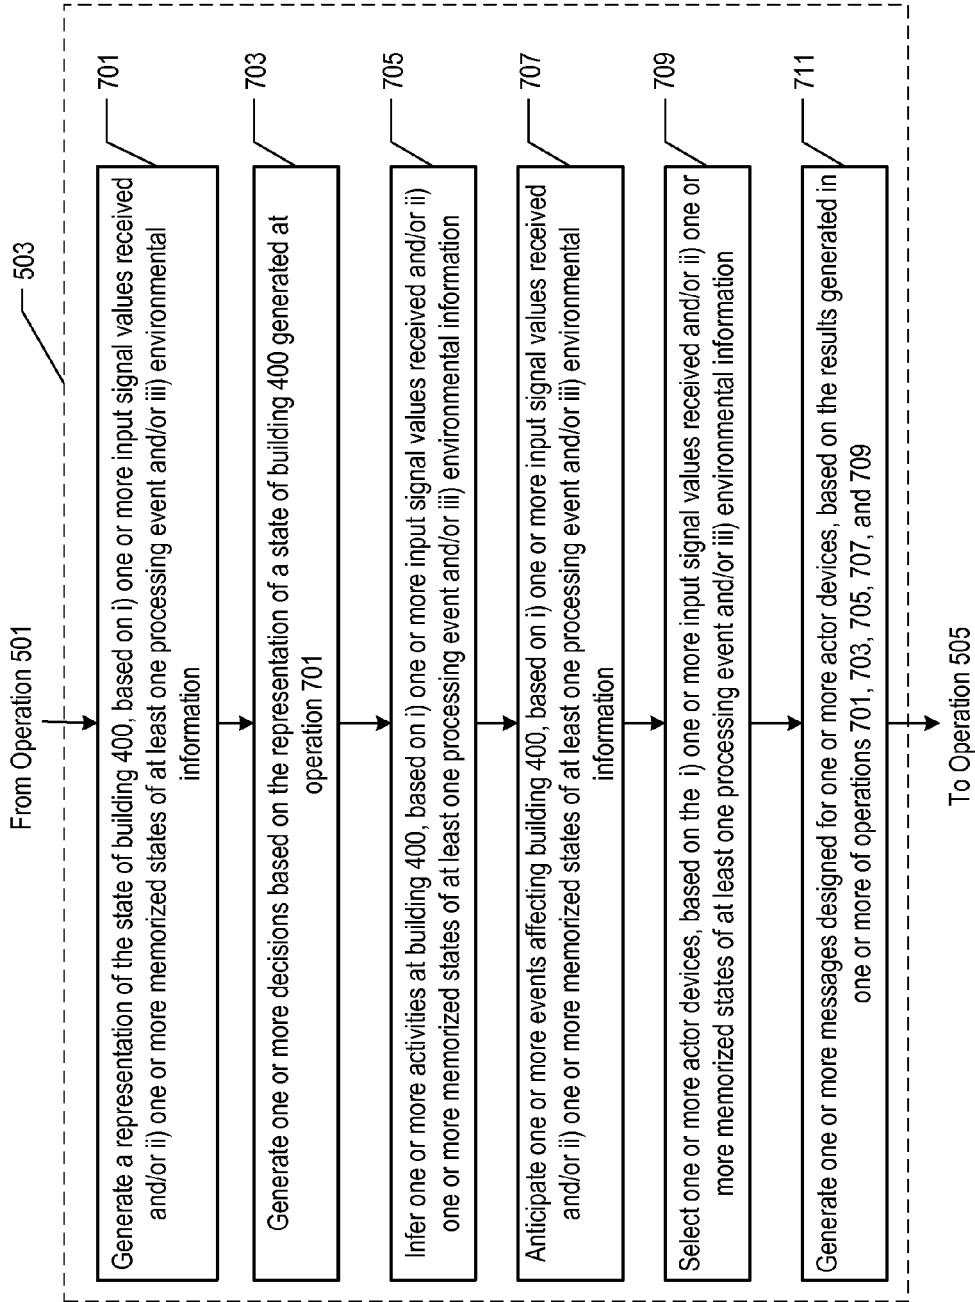 From Operation 501
503
701
Generate a representation of the state of building 400, based on i) one or more input signal values received
and/or ii) one or more memorized states of at least one processing event and/or iii) environmental
information
703
Generate one or more decisions based on the representation of a state of building 400 generated at
operation 701
705
Infer one or more activities at building 400, based on i) one or more input signal values received and/or ii)
one or more memorized states of at least one processing event and/or iii) environmental information
707
Anticipate one or more events affecting building 400, based on i) one or more input signal values received
and/or ii) one or more memorized states of at least one processing event and/or iii) environmental
information
709
Select one or more actor devices, based on the i) one or more input signal values received and/or ii) one or
more memorized states of at least one processing event and/or iii) environmental information
711
Generate one or more messages designed for one or more actor devices, based on the results generated in
one or more of operations 701, 703, 705, 707, and 709
To Operation 505